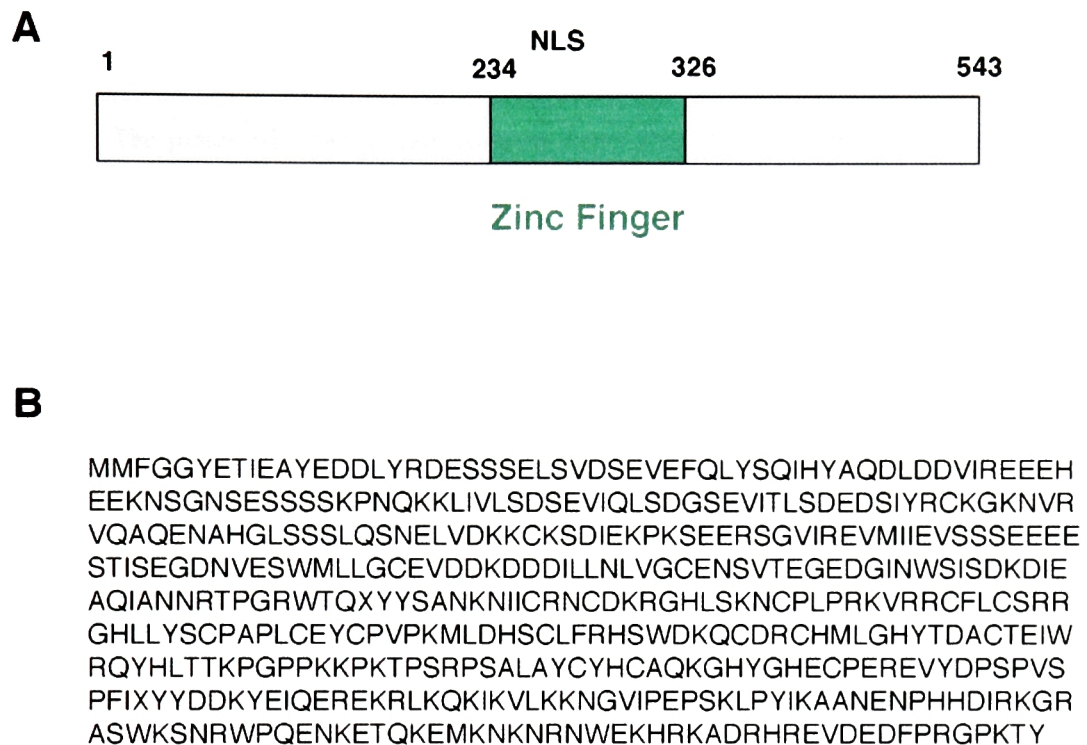 A
NLS
1
234
326
543
Zinc Finger
B
MMFGGYETIEAYEDDLYRDESSSELSVDSEVEFQLYSQIHYAQDLDDVIREEEH
EEKNSGNSESSSSKPNQKKLIVLSDSEVIQLSDGSEVITLSDEDSIYRCKGKNVR
VQAQENAHGLSSSLQSNELVDKKCKSDIEKPKSEERSGVIREVMIIEVSSSEEEE
STISEGDNVESWMLLGCEVDDKDDDILLNLVGCENSVTEGEDGINWSISDKDIE
AQIANNRTPGRWTQXYYSANKNIICRNCDKRGHLSKNCPLPRKVRRCFLCSRR
GHLLYSCPAPLCEYCPVPKMLDHSCLFRHSWDKQCDRCHMLGHYTDACTEIW
RQYHLTTKPGPPKKPKTPSRPSALAYCYHCAQKGHYGHECPEREVYDPSPVS
PFIXYYDDKYEIQEREKRLKQKIKVLKKNGVIPEPSKLPYIKAANENPHHDIRKGR
ASWKSNRWPQENKETQKEMKNKNRNWEKHRKADRHREVDEDFPRGPKTY